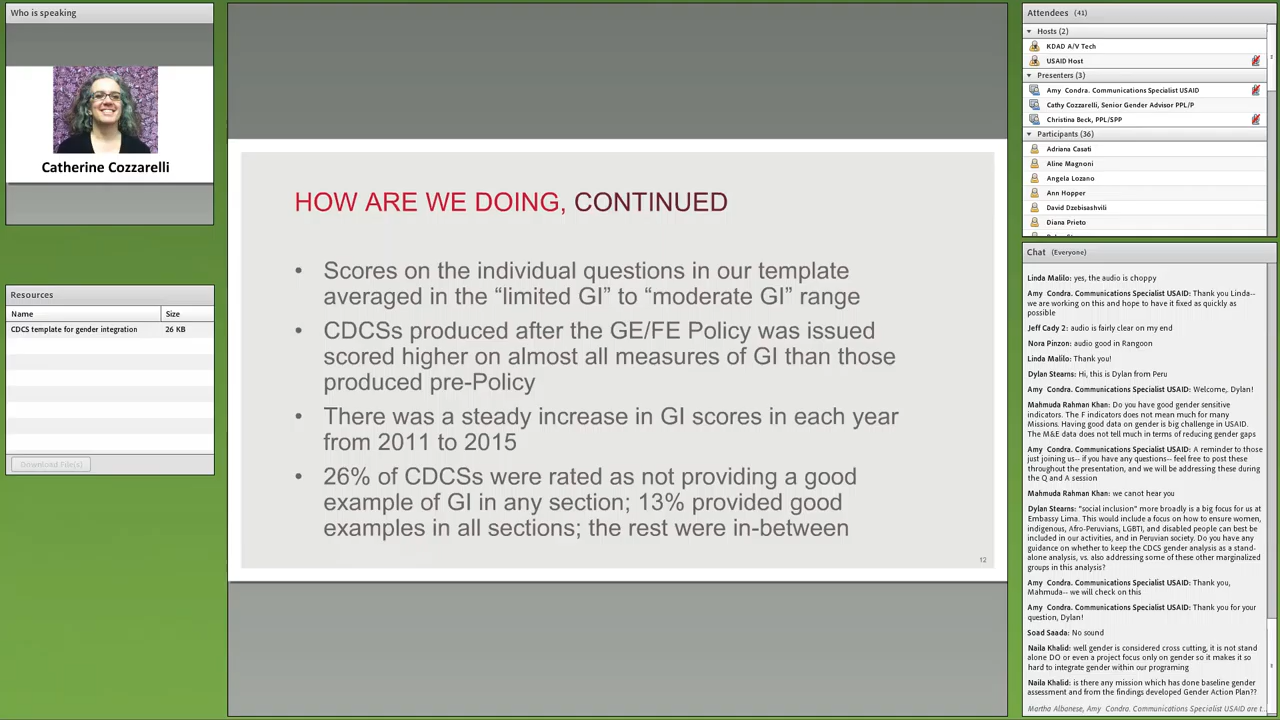 Who is speaking
Catherine Cozzarelli
Resources
Name Size
CDCS template for gender integration 26 KB
Download File(s)
HOW ARE WE DOING, CONTINUED
• Scores on the individual questions in our template
averaged in the “limited GI” to “moderate GI” range
• CDCSs produced after the GE/FE Policy was issued
scored higher on almost all measures of GI than those
produced pre-Policy
• There was a steady increase in GI scores in each year
from 2011 to 2015
• 26% of CDCSs were rated as not providing a good
example of GI in any section; 13% provided good
examples in all sections; the rest were in-between
12
Attendees (41)
Hosts (2)
KDAD A/V Tech
USAID Host
Presenters (3)
Amy Condra. Communications Specialist USAID
Cathy Cozzarelli, Senior Gender Advisor PPL/P
Christina Beck, PPL/SPP
Participants (36)
Adriana Casati
Aline Magnoni
Angela Lozano
Ann Hopper
David Dzebisashvili
Diana Prieto
Chat (Everyone)
Linda Malilo: yes, the audio is choppy
Amy Condra. Communications Specialist USAID: Thank you Linda--
we are working on this and hope to have it fixed as quickly as
possible
Jeff Cady 2: audio is fairly clear on my end
Nora Pinzon: audio good in Rangoon
Linda Malilo: Thank you!
Dylan Stearns: Hi, this is Dylan from Peru
Amy Condra. Communications Specialist USAID: Welcome, Dylan!
Mahmuda Rahman Khan: Do you have good gender sensitive
indicators. The F indicators does not mean much for many
Missions. Having good data on gender is big challenge in USAID.
The M&E data does not tell much in terms of reducing gender gaps
Amy Condra. Communications Specialist USAID: A reminder to those
just joining us-- if you have any questions-- feel free to post these
throughout the presentation, and we will be addressing these during
the Q and A session
Mahmuda Rahman Khan: we canot hear you
Dylan Stearns: "social inclusion" more broadly is a big focus for us at
Embassy Lima. This would include a focus on how to ensure women,
indigenous, Afro-Peruvians, LGBTI, and disabled people can best be
included in our activities, and in Peruvian society. Do you have any
guidance on whether to keep the CDCS gender analysis as a stand-
alone analysis, vs. also addressing some of these other marginalized
groups in this analysis?
Amy Condra. Communications Specialist USAID: Thank you,
Mahmuda-- we will check on this
Amy Condra. Communications Specialist USAID: Thank you for your
question, Dylan!
Soad Saada: No sound
Naila Khalid: well gender is considered cross cutting, it is not stand
alone DO or even a project focus only on gender so it makes it so
hard to integrate gender within our programing
Naila Khalid: is there any mission which has done baseline gender
assessment and from the findings developed Gender Action Plan??
Martha Albonese, Amy Condra. Communications Specialist USAID are t...